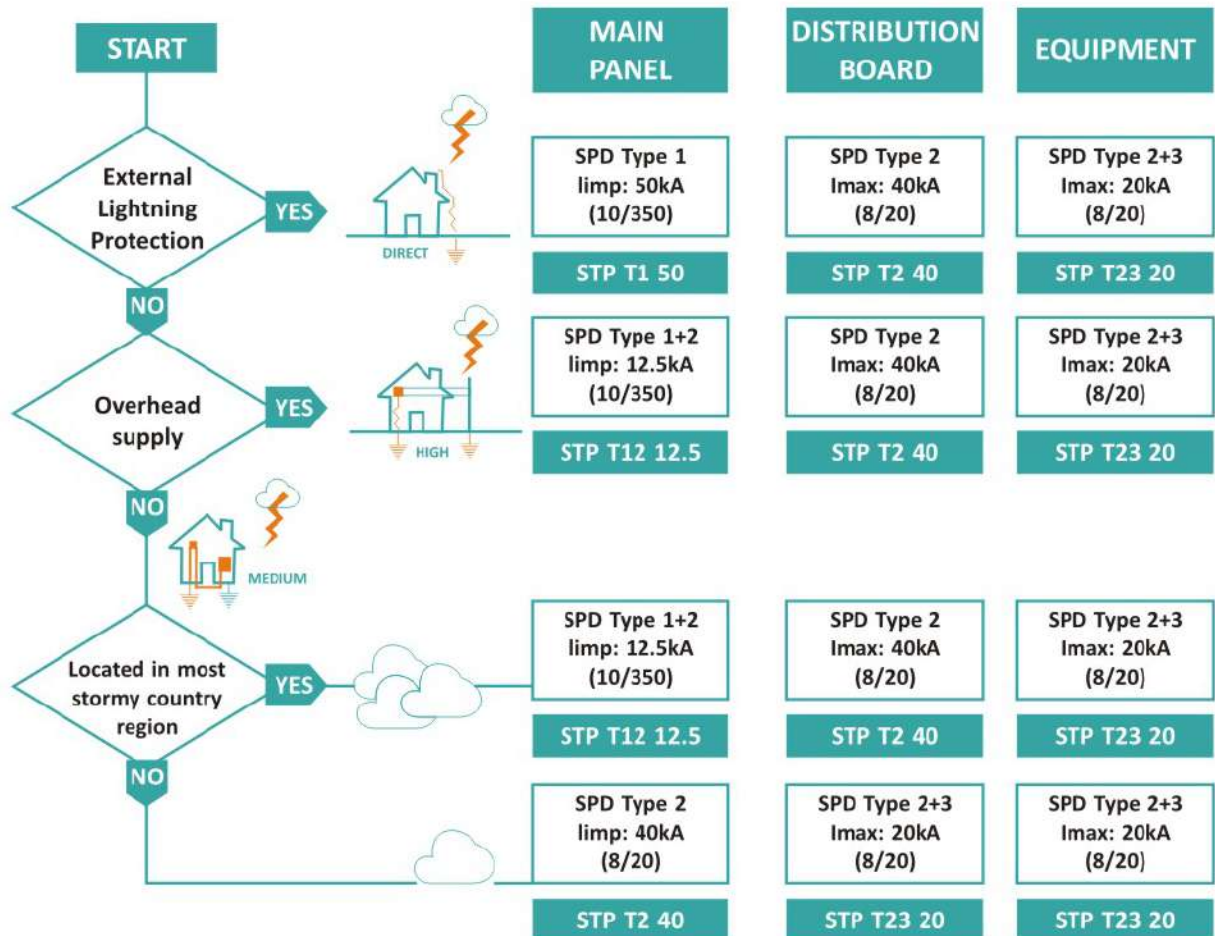 START
MAIN
PANEL
DISTRIBUTION
BOARD
EQUIPMENT
External
Lightning
Protection
YES
DIRECT
SPD Type 1
limp: 50kA
(10/350)
STP T1 50
SPD Type 2
Imax: 40kA
(8/20)
STP T2 40
SPD Type 2+3
Imax: 20kA
(8/20)
STP T23 20
NO
Overhead
supply
YES
HIGH
SPD Type 1+2
limp: 12.5kA
(10/350)
STP T12 12.5
SPD Type 2
Imax: 40kA
(8/20)
STP T2 40
SPD Type 2+3
Imax: 20kA
(8/20)
STP T23 20
NO
MEDIUM
Located in most
stormy country
region
YES
SPD Type 1+2
limp: 12.5kA
(10/350)
STP T12 12.5
SPD Type 2
Imax: 40kA
(8/20)
STP T2 40
SPD Type 2+3
Imax: 20kA
(8/20)
STP T23 20
NO
SPD Type 2
limp: 40kA
(8/20)
STP T2 40
SPD Type 2+3
Imax: 20kA
(8/20)
STP T23 20
SPD Type 2+3
Imax: 20kA
(8/20)
STP T23 20